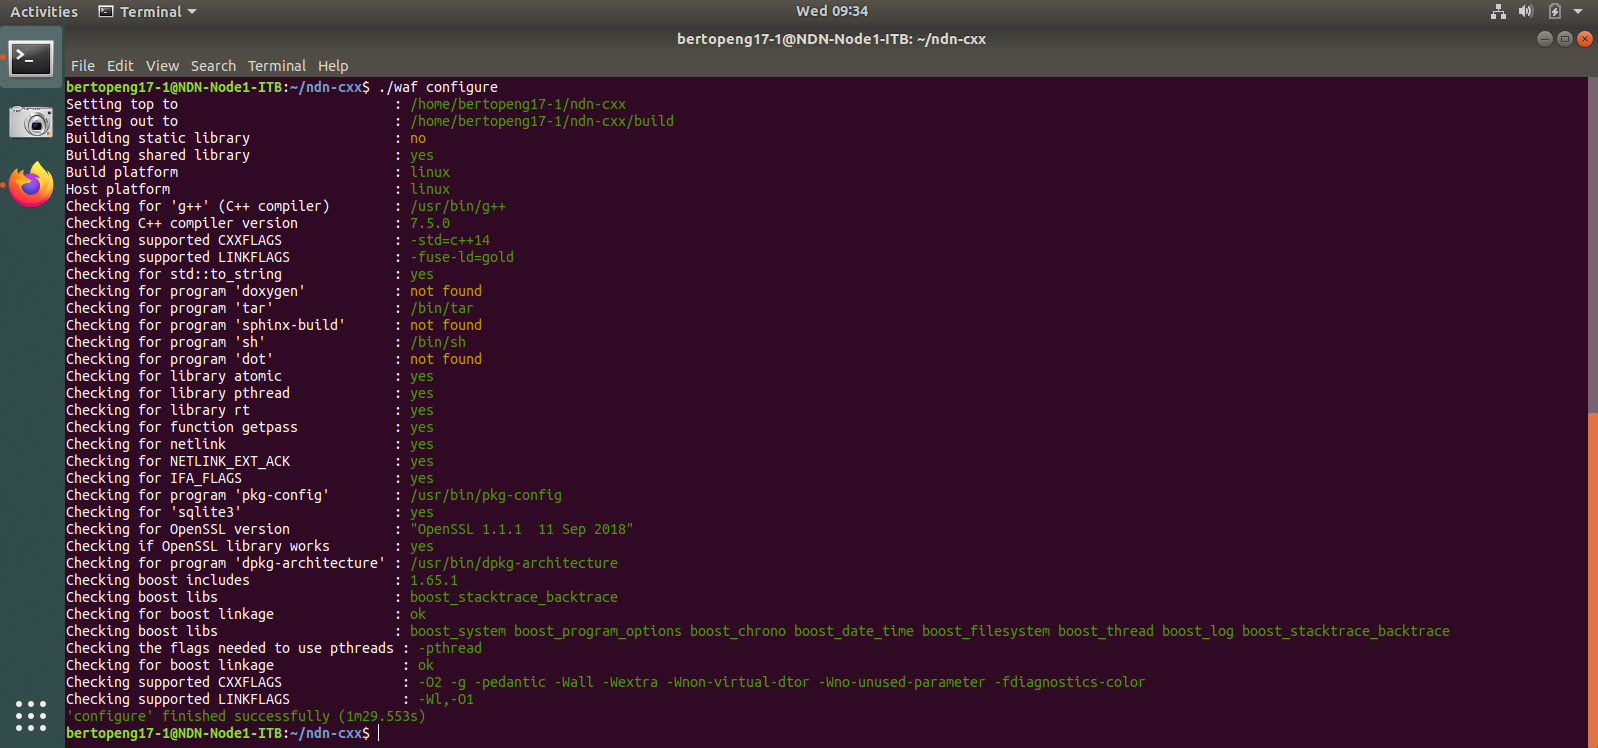 Activities Terminal Wed 09:34
bertopeng17-1@NDN-Node1-ITB: ~/ndn-cxx
File Edit View Search Terminal Help
bertopeng17-1@NDN-Node1-ITB:~/ndn-cxx$ ./waf configure
Setting top to : /home/bertopeng17-1/ndn-cxx
Setting out to : /home/bertopeng17-1/ndn-cxx/build
Building static library : no
Building shared library : yes
Build platform : linux
Host platform : linux
Checking for 'g++' (C++ compiler) : /usr/bin/g++
Checking C++ compiler version : 7.5.0
Checking supported CXXFLAGS : -std=c++14
Checking supported LINKFLAGS : -fuse-ld=gold
Checking for std::to_string : yes
Checking for program 'doxygen' : not found
Checking for program 'tar' : /bin/tar
Checking for program 'sphinx-build' : not found
Checking for program 'sh' : /bin/sh
Checking for program 'dot' : not found
Checking for library atomic : yes
Checking for library pthread : yes
Checking for library rt : yes
Checking for function getpass : yes
Checking for netlink : yes
Checking for NETLINK_EXT_ACK : yes
Checking for IFA_FLAGS : yes
Checking for program 'pkg-config' : /usr/bin/pkg-config
Checking for 'sqlite3' : yes
Checking for OpenSSL version : "OpenSSL 1.1.1  11 Sep 2018"
Checking if OpenSSL library works : yes
Checking for program 'dpkg-architecture' : /usr/bin/dpkg-architecture
Checking boost includes : 1.65.1
Checking boost libs : boost_stacktrace_backtrace
Checking for boost linkage : ok
Checking boost libs : boost_system boost_program_options boost_chrono boost_date_time boost_filesystem boost_thread boost_log boost_stacktrace_backtrace
Checking the flags needed to use pthreads : -pthread
Checking for boost linkage : ok
Checking supported CXXFLAGS : -O2 -g -pedantic -Wall -Wextra -Wnon-virtual-dtor -Wno-unused-parameter -fdiagnostics-color
Checking supported LINKFLAGS : -Wl,-O1
'configure' finished successfully (1m29.553s)
bertopeng17-1@NDN-Node1-ITB:~/ndn-cxx$